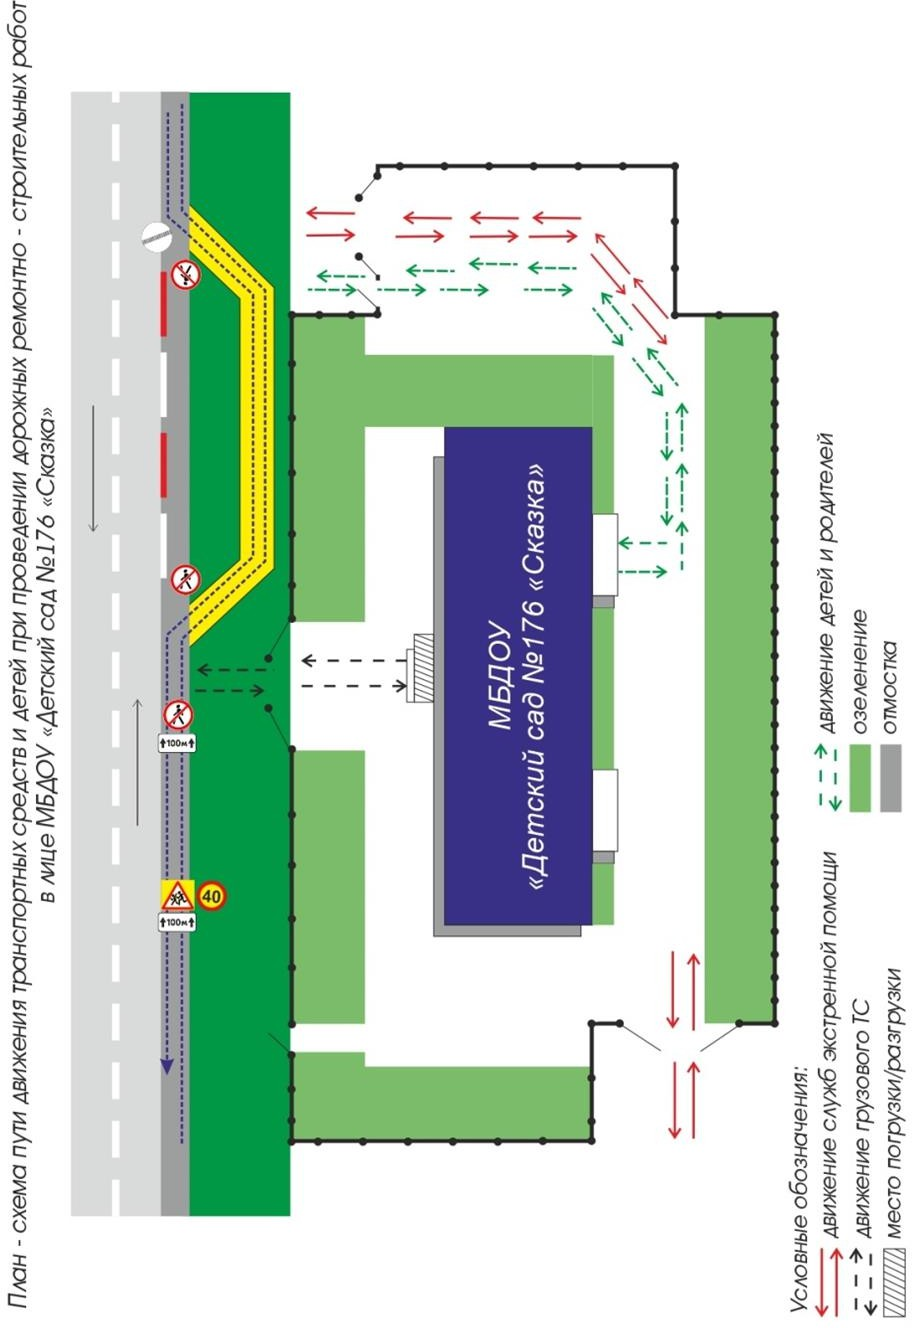 План - схема пути движения транспортных средств и детей при проведении дорожных ремонтно - строительных работ
в лице МБДОУ «Детский сад №176 «Сказка»
100м
40
100м
МБДОУ
«Детский сад №176 «Сказка»
Условные обозначения:
движение служб экстренной помощи
движение грузового ТС
место погрузки/разгрузки
движение детей и родителей
озеленение
отмостка